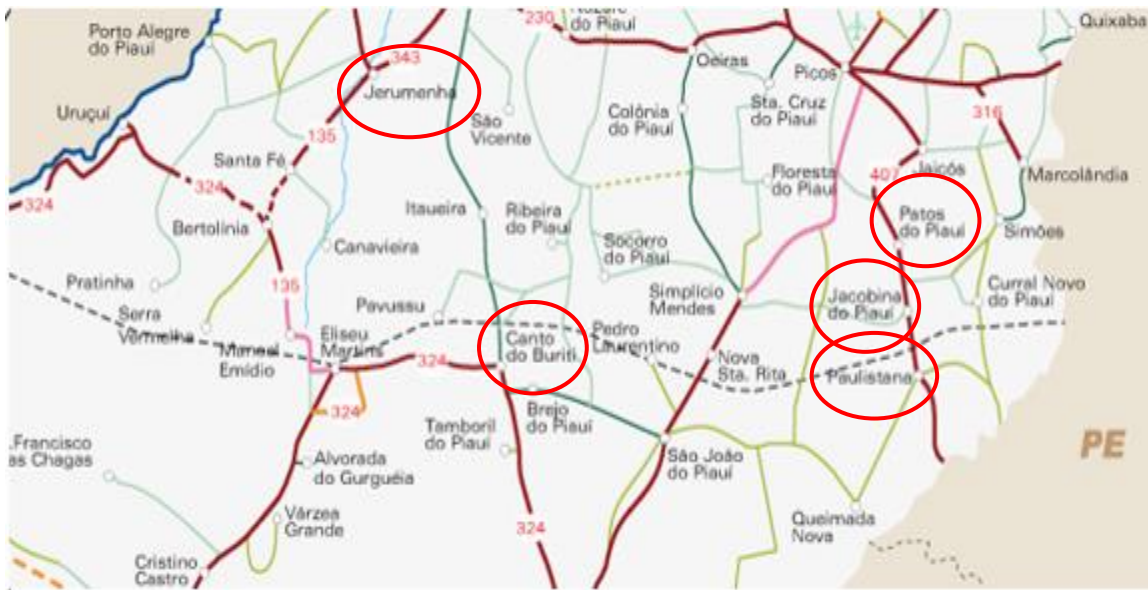 Quixaba
do Piauí
230
Porto Alegre
do Piauí
343
Oeiras
Picos
Jerumenha
Sta. Cruz
do Piauí
Colônia
do Piauí
São
Vicente
316
Uruçuí
135
Santa Fé
Jaicós
407
Marcolândia
Floresta
do Piauí
324
324
Itaueira
Ribeira
do Piauí
Patos
do Piauí
Simões
Bertolínia
Canavieira
Socorro
do Piauí
Pratinha
135
Simplício
Mendes
Jacobina
do Piauí
Curral Novo
do Piauí
Pavussu
Serra
Vermelha
Eliseu
Martins
Manoel
Emídio
Canto
do Buriti
Pedro
Laurentino
324
Nova
Sta. Rita
Paulistana
Brejo
do Piauí
324
Tamboril
do Piauí
.Francisco
as Chagas
Alvorada
do Gurguéia
São João
do Piauí
PE
Várzea
Grande
324
Queimada
Nova
Cristino
Castro